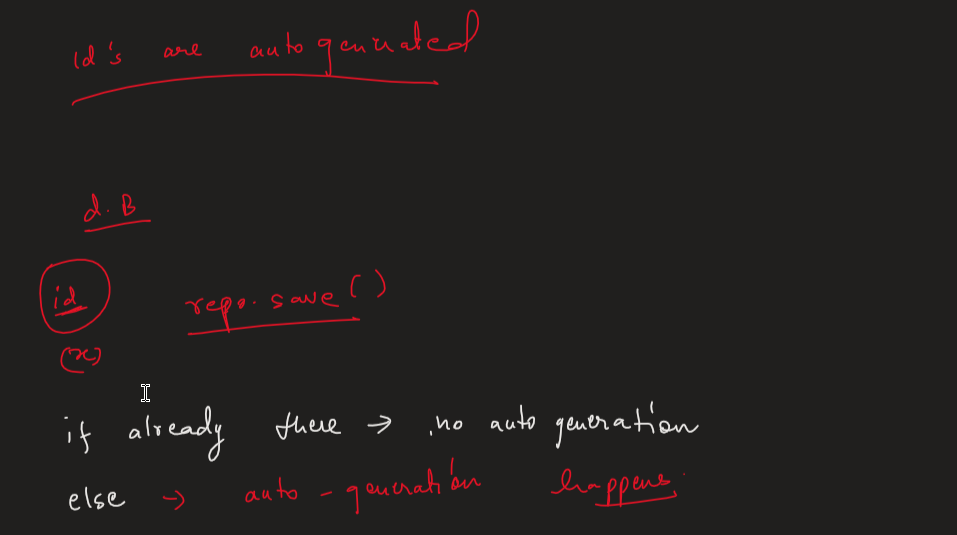 id's are autogenerated
d.B
id repo.save()
(x)
if already there → no auto generation
else → auto-generation happens.